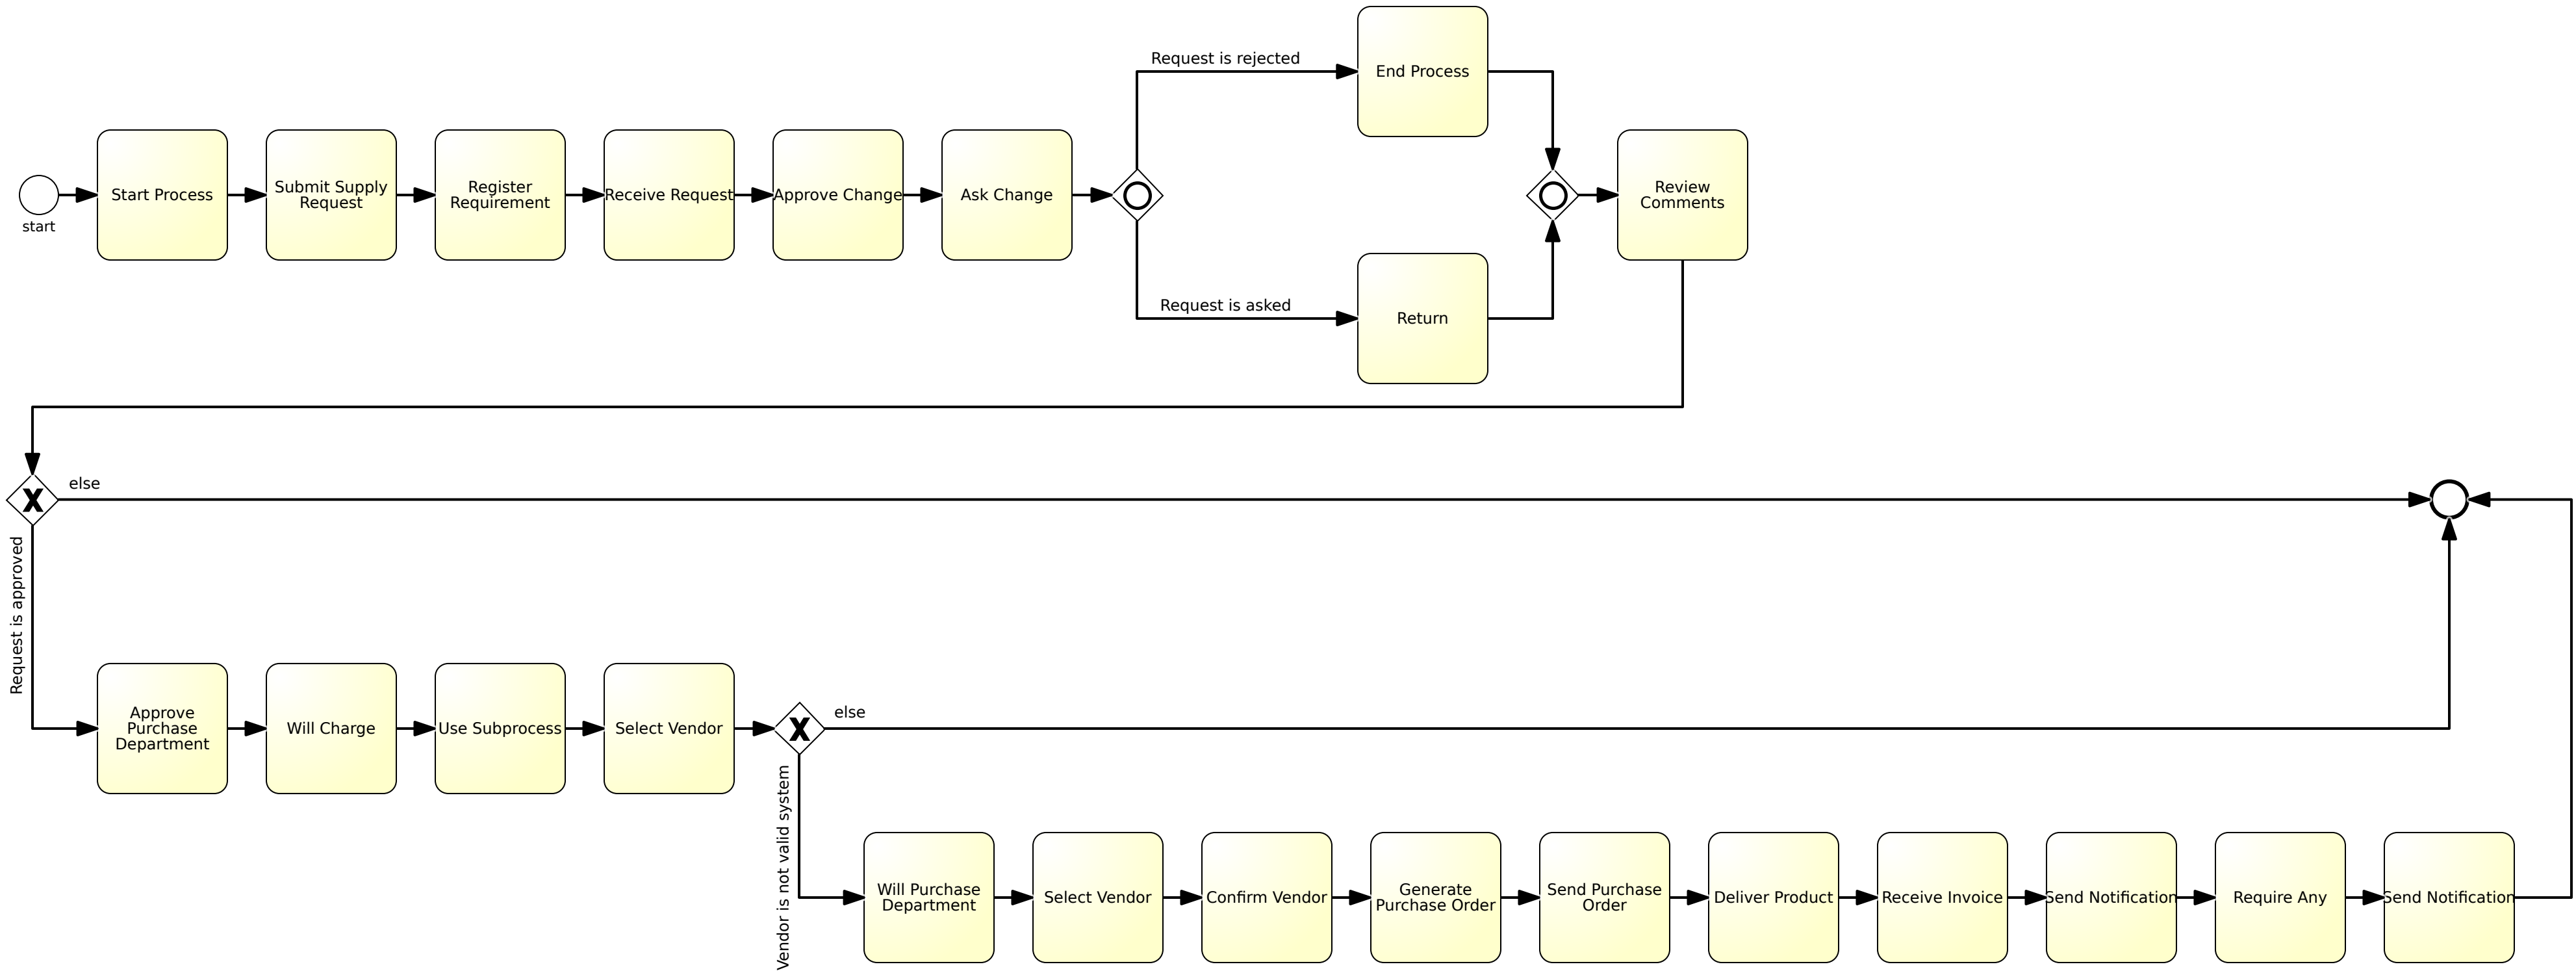 Request is rejected
End Process
start
Start Process
Submit Supply
Request
Register
Requirement
Receive Request
Approve Change
Ask Change
Review
Comments
Request is asked
Return
else
Request is approved
Approve
Purchase
Department
Will Charge
Use Subprocess
Select Vendor
else
Vendor is not valid system
Will Purchase
Department
Select Vendor
Confirm Vendor
Generate
Purchase Order
Send Purchase
Order
Deliver Product
Receive Invoice
Send Notification
Require Any
Send Notification